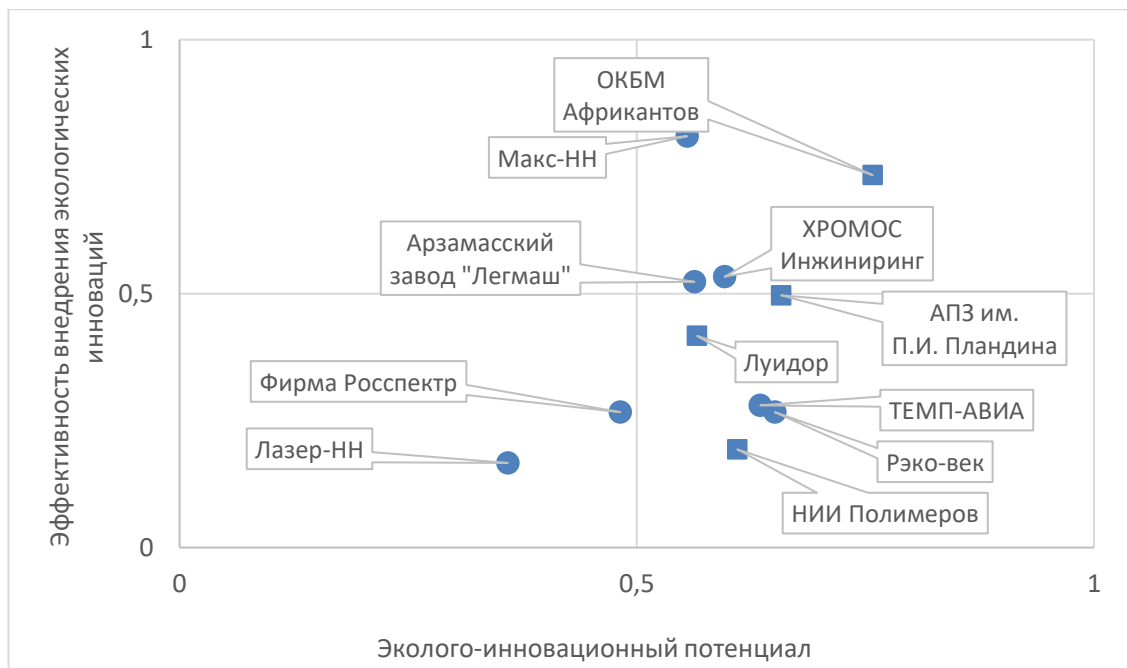 Эффективность внедрения экологических
инноваций
1
0,5
0
ОКБМ
Африкантов
Макс-НН
ХРОМОС
Инжиниринг
Арзамасский
завод "Легмаш"
АПЗ им.
П.И. Пландина
Луидор
Фирма Росспектр
ТЕМП-АВИА
Лазер-НН
Рэко-век
НИИ Полимеров
0
0,5
1
Эколого-инновационный потенциал